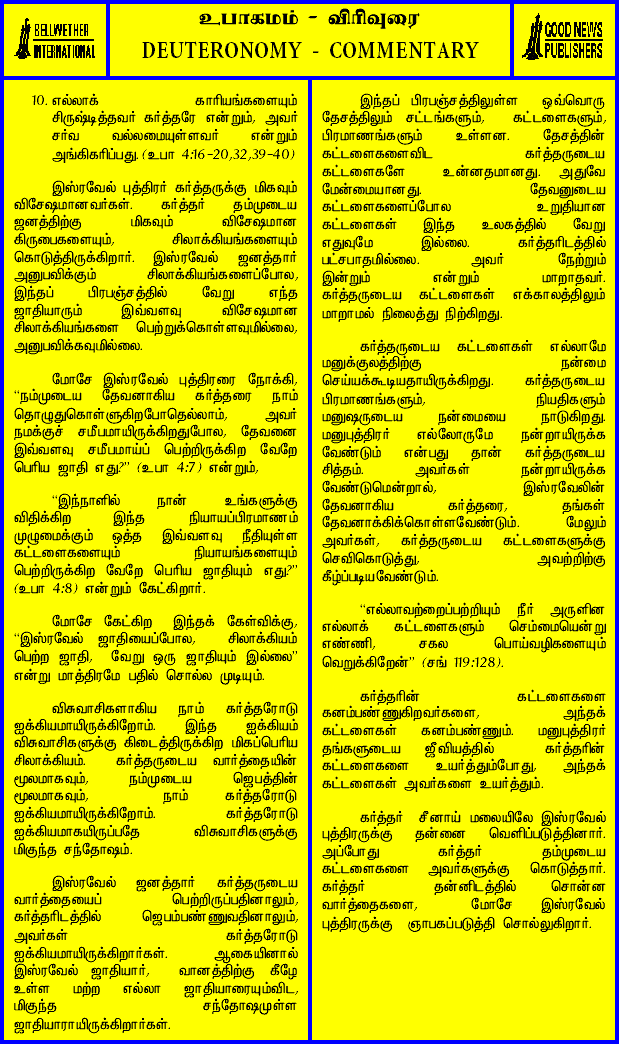 BELLWETHER
INTERNATIONAL
உபாகமம் - விரிவுரை
DEUTERONOMY - COMMENTARY
GOOD NEWS
PUBLISHERS
10. எல்லாக் காரியங்களையும்
சிருஷ்டித்தவர் கர்த்தரே என்றும், அவர்
சர்வ வல்லமையுள்ளவர் என்றும்
அங்கிகரிப்பது. (உபா 4:16-20,32,39-40)
இஸ்ரவேல் புத்திரர் கர்த்தருக்கு மிகவும்
விசேஷமானவர்கள். கர்த்தர் தம்முடைய
ஜனத்திற்கு மிகவும் விசேஷமான
கிருபைகளையும், சிலாக்கியங்களையும்
கொடுத்திருக்கிறார். இஸ்ரவேல் ஜனத்தார்
அனுபவிக்கும் சிலாக்கியங்களைப்போல,
இந்தப் பிரபஞ்சத்தில் வேறு எந்த
ஜாதியாரும் இவ்வளவு விசேஷமான
சிலாக்கியங்களை பெற்றுக்கொள்ளவுமில்லை,
அனுபவிக்கவுமில்லை.
மோசே இஸ்ரவேல் புத்திரரை நோக்கி,
“நம்முடைய தேவனாகிய கர்த்தரை நாம்
தொழுதுகொள்ளுகிறபோதெல்லாம், அவர்
நமக்குச் சமீபமாயிருக்கிறதுபோல, தேவனை
இவ்வளவு சமீபமாய்ப் பெற்றிருக்கிற வேறே
பெரிய ஜாதி எது?” (உபா 4:7) என்றும்,
“இந்நாளில் நான் உங்களுக்கு
விதிக்கிற இந்த நியாயப்பிரமாணம்
முழுமைக்கும் ஒத்த இவ்வளவு நீதியுள்ள
கட்டளைகளையும் நியாயங்களையும்
பெற்றிருக்கிற வேறே பெரிய ஜாதியும் எது?”
(உபா 4:8) என்றும் கேட்கிறார்.
மோசே கேட்கிற இந்தக் கேள்விக்கு,
“இஸ்ரவேல் ஜாதியைப்போல, சிலாக்கியம்
பெற்ற ஜாதி, வேறு ஒரு ஜாதியும் இல்லை”
என்று மாத்திரமே பதில் சொல்ல முடியும்.
விசுவாசிகளாகிய நாம் கர்த்தரோடு
ஐக்கியமாயிருக்கிறோம். இந்த ஐக்கியம்
விசுவாசிகளுக்கு கிடைத்திருக்கிற மிகப்பெரிய
சிலாக்கியம். கர்த்தருடைய வார்த்தையின்
மூலமாகவும், நம்முடைய ஜெபத்தின்
மூலமாகவும், நாம் கர்த்தரோடு
ஐக்கியமாயிருக்கிறோம். கர்த்தரோடு
ஐக்கியமாகயிருப்பதே விசுவாசிகளுக்கு
மிகுந்த சந்தோஷம்.
இஸ்ரவேல் ஜனத்தார் கர்த்தருடைய
வார்த்தையைப் பெற்றிருப்பதினாலும்,
கர்த்தரிடத்தில் ஜெபம்பண்ணுவதினாலும்,
அவர்கள் கர்த்தரோடு
ஐக்கியமாயிருக்கிறார்கள். ஆகையினால்
இஸ்ரவேல் ஜாதியார், வானத்திற்கு கீழே
உள்ள மற்ற எல்லா ஜாதியாரையும்விட,
மிகுந்த சந்தோஷமுள்ள
ஜாதியாராயிருக்கிறார்கள்.
இந்தப் பிரபஞ்சத்திலுள்ள ஒவ்வொரு
தேசத்திலும் சட்டங்களும், கட்டளைகளும்,
பிரமாணங்களும் உள்ளன. தேசத்தின்
கட்டளைகளைவிட கர்த்தருடைய
கட்டளைகளே உன்னதமானது. அதுவே
மேன்மையானது. தேவனுடைய
கட்டளைகளைப்போல உறுதியான
கட்டளைகள் இந்த உலகத்தில் வேறு
எதுவுமே இல்லை. கர்த்தரிடத்தில்
பட்சபாதமில்லை. அவர் நேற்றும்
இன்றும் என்றும் மாறாதவர்.
கர்த்தருடைய கட்டளைகள் எக்காலத்திலும்
மாறாமல் நிலைத்து நிற்கிறது.
கர்த்தருடைய கட்டளைகள் எல்லாமே
மனுக்குலத்திற்கு நன்மை
செய்யக்கூடியதாயிருக்கிறது. கர்த்தருடைய
பிரமாணங்களும், நியதிகளும்
மனுஷருடைய நன்மையை நாடுகிறது.
மனுபுத்திரர் எல்லோருமே நன்றாயிருக்க
வேண்டும் என்பது தான் கர்த்தருடைய
சித்தம். அவர்கள் நன்றாயிருக்க
வேண்டுமென்றால், இஸ்ரவேலின்
தேவனாகிய கர்த்தரை, தங்கள்
தேவனாக்கிக்கொள்ளவேண்டும். மேலும்
அவர்கள், கர்த்தருடைய கட்டளைகளுக்கு
செவிகொடுத்து, அவற்றிற்கு
கீழ்ப்படியவேண்டும்.
“எல்லாவற்றைப்பற்றியும் நீர் அருளின
எல்லாக் கட்டளைகளும் செம்மையென்று
எண்ணி, சகல பொய்வழிகளையும்
வெறுக்கிறேன்” (சங் 119:128).
கர்த்தரின் கட்டளைகளை
கனம்பண்ணுகிறவர்களை, அந்தக்
கட்டளைகள் கனம்பண்ணும். மனுபுத்திரர்
தங்களுடைய ஜீவியத்தில் கர்த்தரின்
கட்டளைகளை உயர்த்தும்போது, அந்தக்
கட்டளைகள் அவர்களை உயர்த்தும்.
கர்த்தர் சீனாய் மலையிலே இஸ்ரவேல்
புத்திரருக்கு தன்னை வெளிப்படுத்தினார்.
அப்போது கர்த்தர் தம்முடைய
கட்டளைகளை அவர்களுக்கு கொடுத்தார்.
கர்த்தர் தன்னிடத்தில் சொன்ன
வார்த்தைகளை, மோசே இஸ்ரவேல்
புத்திரருக்கு ஞாபகப்படுத்தி சொல்லுகிறார்.